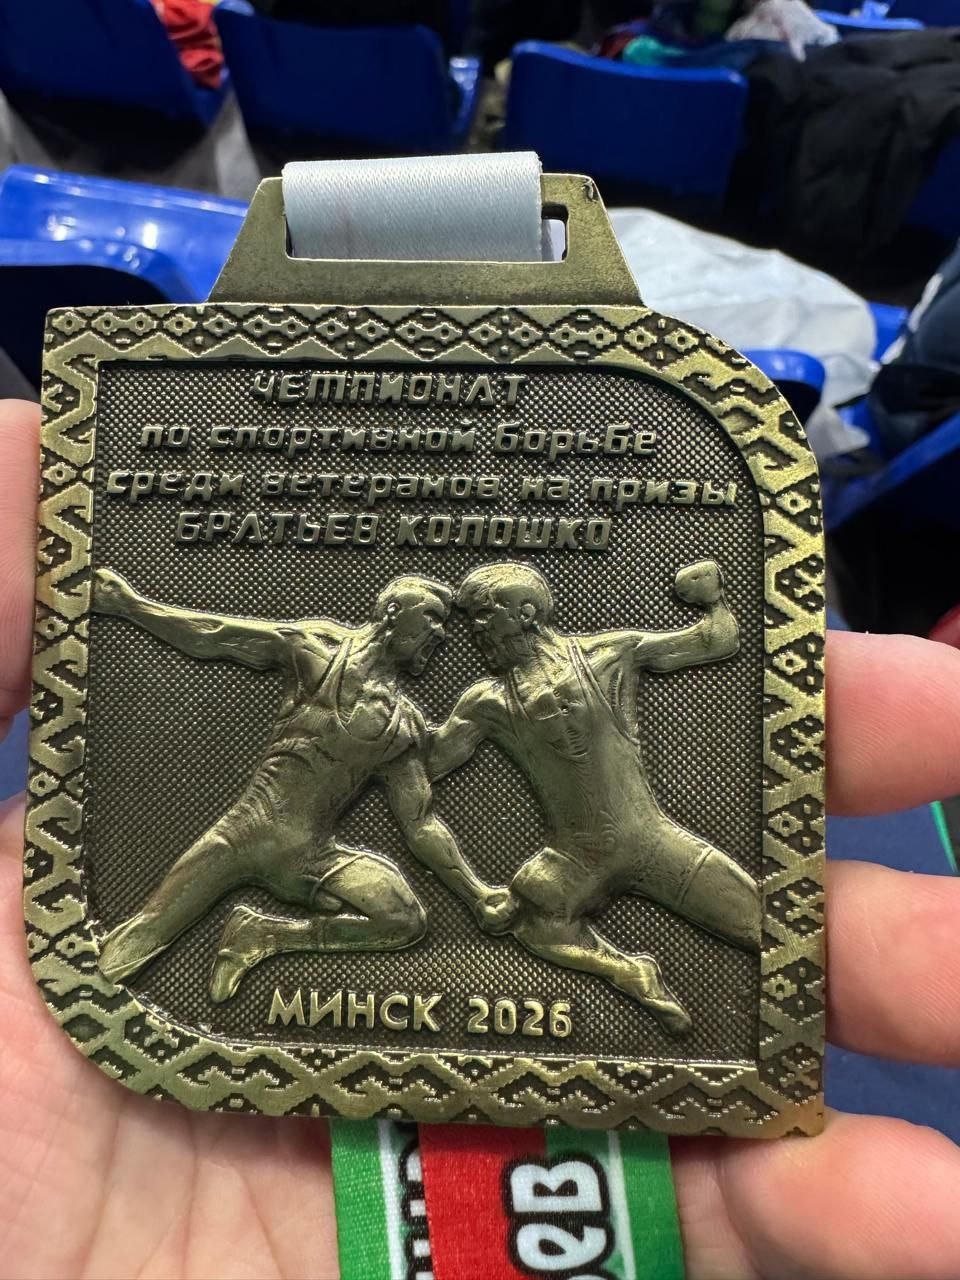 ЧЕМПИОНАТ
по спортивной борьбе
среди ветеранов на призы
БРАТЬЕВ КОЛОШКО
МИНСК 2026